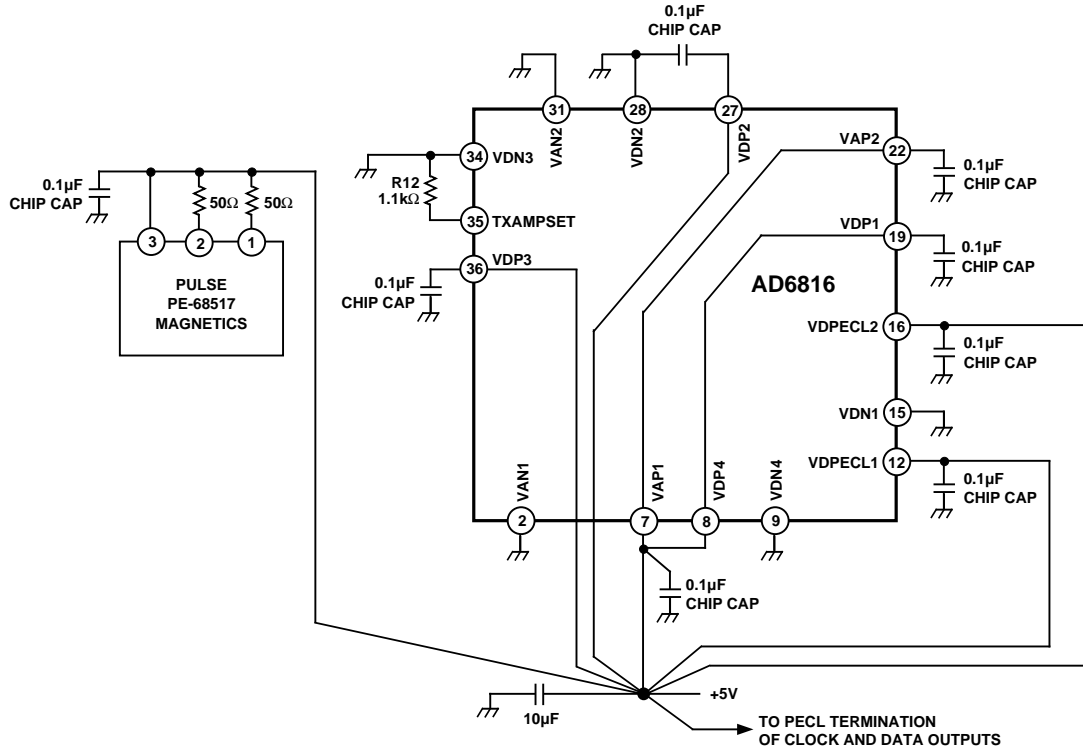 0.1µF
CHIP CAP
31
28
27
VAN2
VDN2
VDP2
34
VDN3
R12
1.1kΩ
35
TXAMPSET
36
VDP3
0.1µF
CHIP CAP
0.1µF
CHIP CAP
50Ω
50Ω
3
2
1
PULSE
PE-68517
MAGNETICS
VAP2
22
0.1µF
CHIP CAP
VDP1
19
0.1µF
CHIP CAP
AD6816
VDPECL2
16
0.1µF
CHIP CAP
VDN1
15
VDPECL1
12
0.1µF
CHIP CAP
VAN1
VAP1
VDP4
VDN4
2
7
8
9
0.1µF
CHIP CAP
10µF
+5V
TO PECL TERMINATION
OF CLOCK AND DATA OUTPUTS